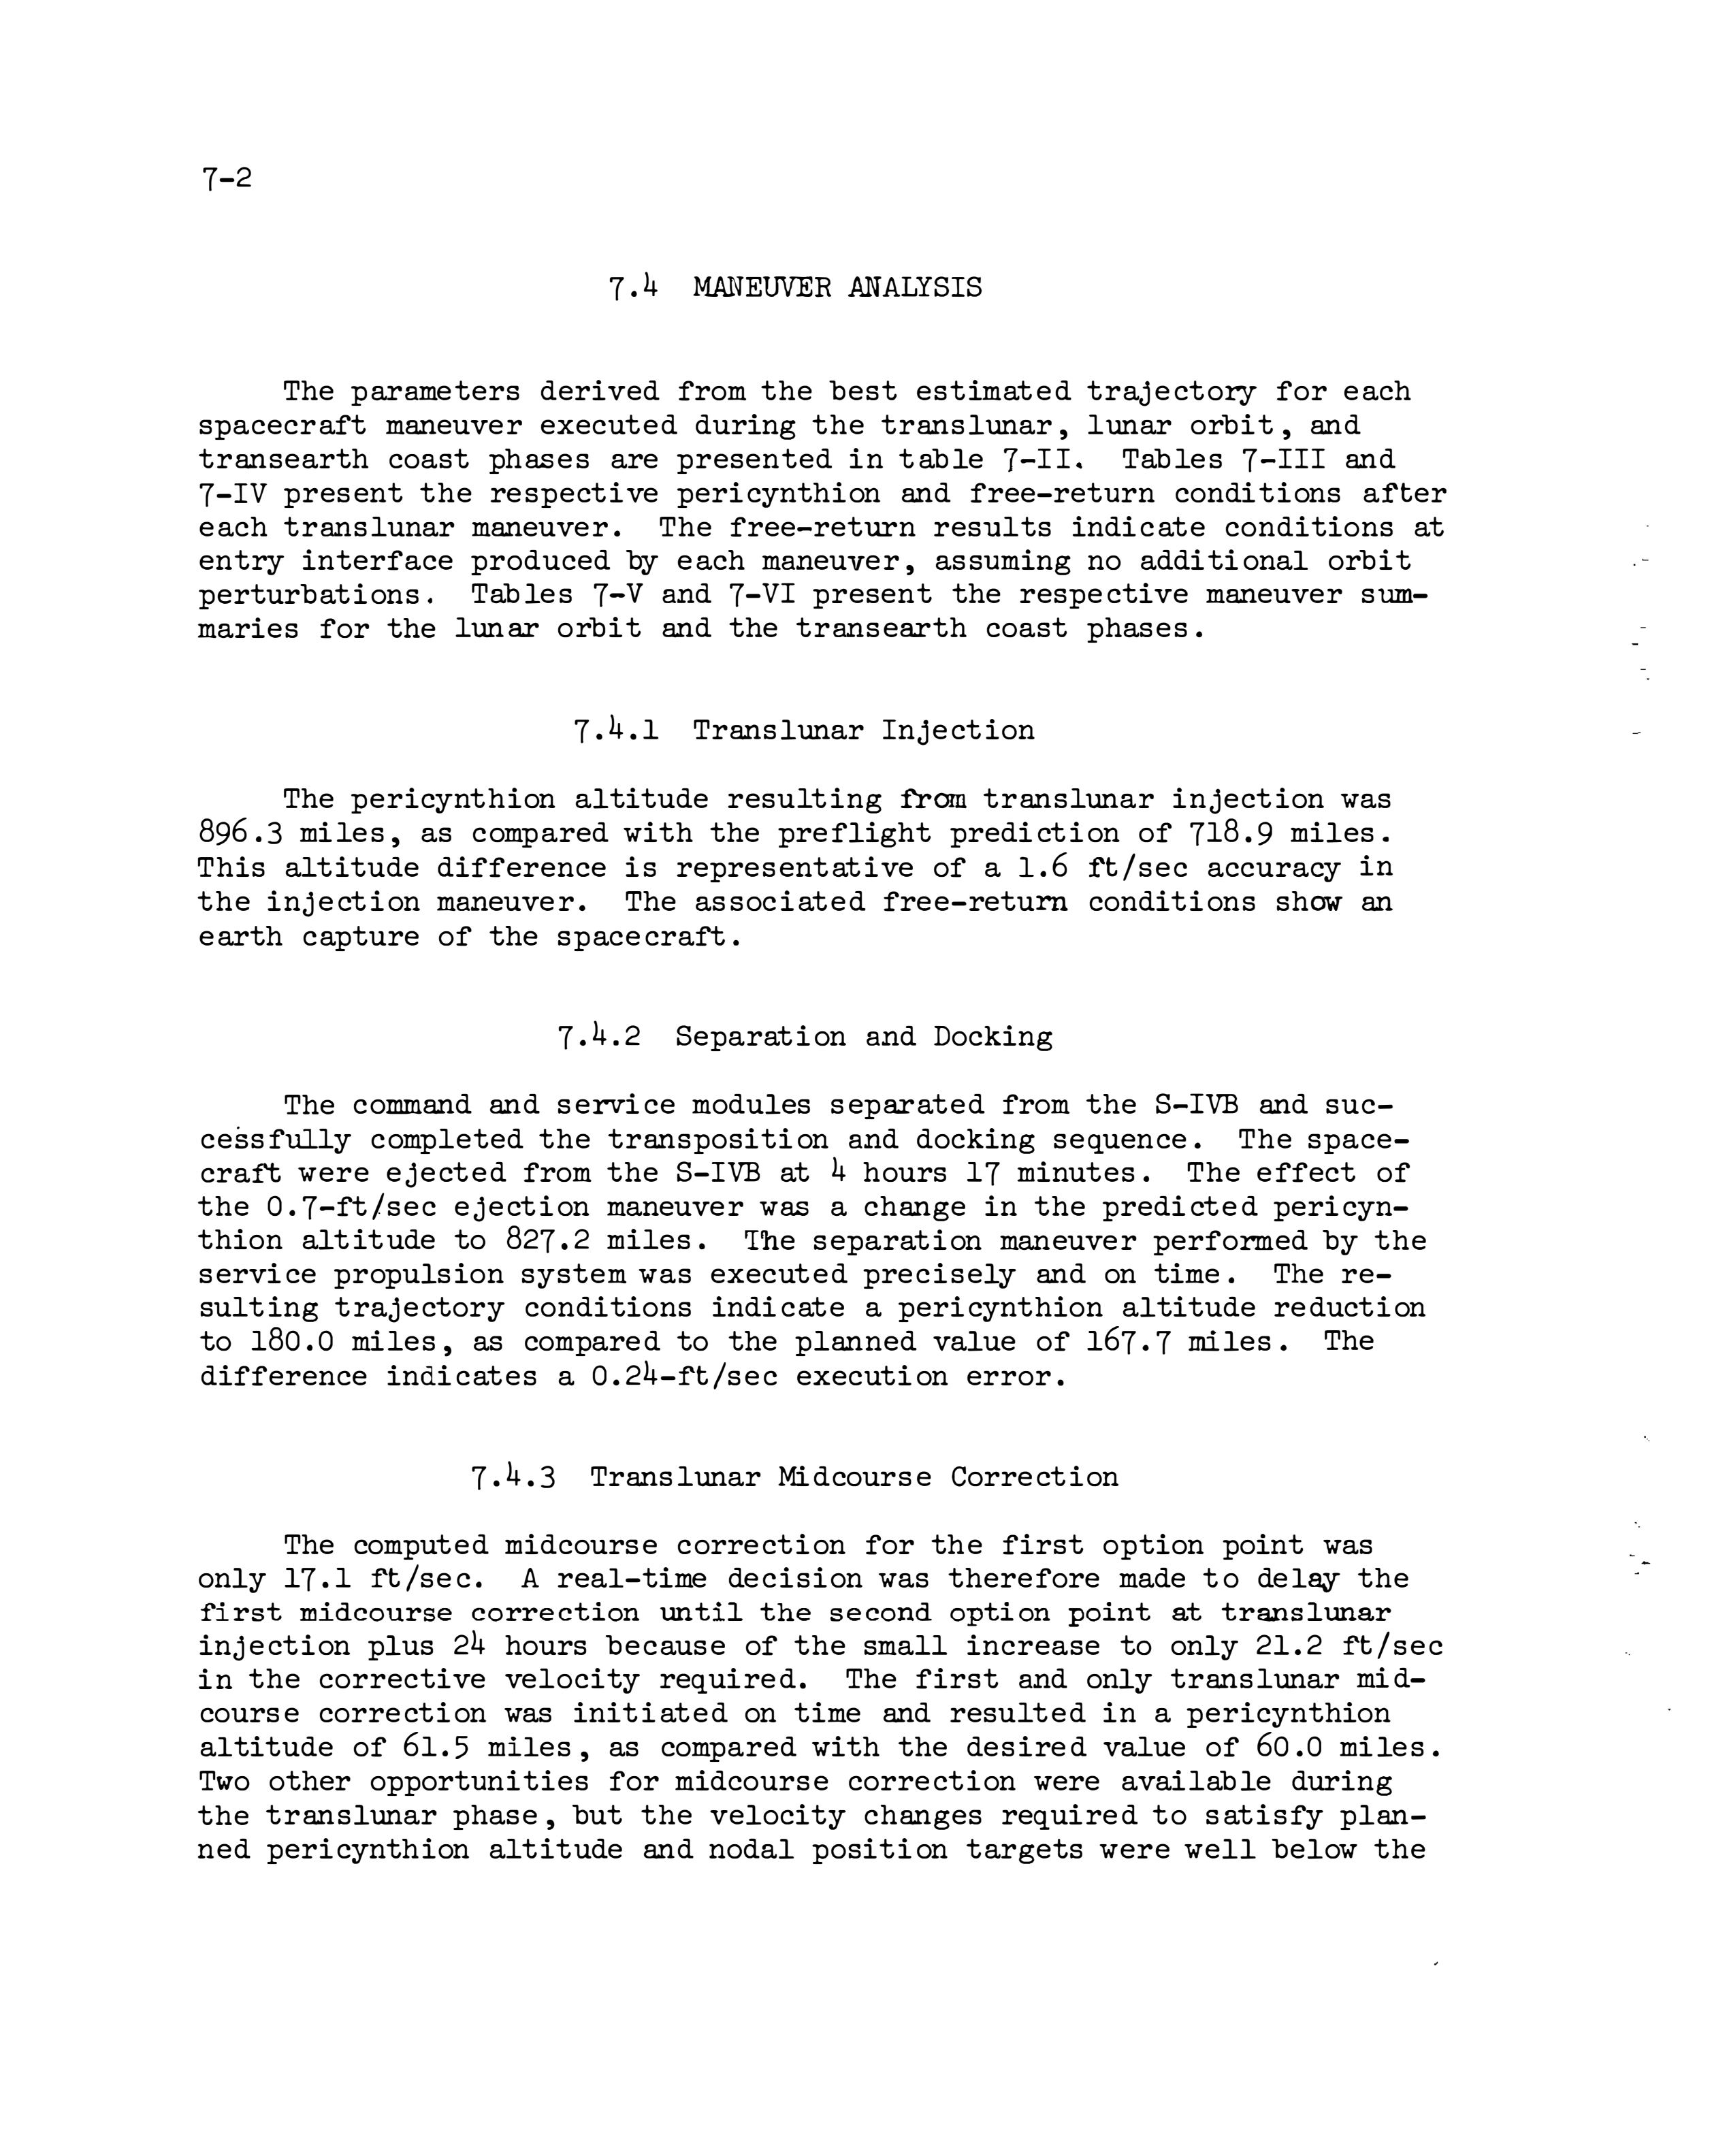 7-2
7.4 MANEUVER ANALYSIS
The parameters derived from the best estimated trajectory for each
spacecraft maneuver executed during the translunar, lunar orbit, and
transearth coast phases are presented in table 7-II. Tables 7-III and
7-IV present the respective pericynthion and free-return conditions after
each translunar maneuver. The free-return results indicate conditions at
entry interface produced by each maneuver, assuming no additional orbit
perturbations. Tables 7-V and 7-VI present the respective maneuver sum-
maries for the lunar orbit and the transearth coast phases.
7.4.1 Translunar Injection
The pericynthion altitude resulting from translunar injection was
896.3 miles, as compared with the preflight prediction of 718.9 miles.
This altitude difference is representative of a 1.6 ft/sec accuracy in
the injection maneuver. The associated free-return conditions show an
earth capture of the spacecraft.
7.4.2 Separation and Docking
The command and service modules separated from the S-IVB and suc-
cessfully completed the transposition and docking sequence. The space-
craft were ejected from the S-IVB at 4 hours 17 minutes. The effect of
the 0.7-ft/sec ejection maneuver was a change in the predicted pericyn-
thion altitude to 827.2 miles. The separation maneuver performed by the
service propulsion system was executed precisely and on time. The re-
sulting trajectory conditions indicate a pericynthion altitude reduction
to 180.0 miles, as compared to the planned value of 167.7 miles. The
difference indicates a 0.24-ft/sec execution error.
7.4.3 Translunar Midcourse Correction
The computed midcourse correction for the first option point was
only 17.1 ft/sec. A real-time decision was therefore made to delay the
first midcourse correction until the second option point at translunar
injection plus 24 hours because of the small increase to only 21.2 ft/sec
in the corrective velocity required. The first and only translunar mid-
course correction was initiated on time and resulted in a pericynthion
altitude of 61.5 miles, as compared with the desired value of 60.0 miles.
Two other opportunities for midcourse correction were available during
the translunar phase, but the velocity changes required to satisfy plan-
ned pericynthion altitude and nodal position targets were well below the